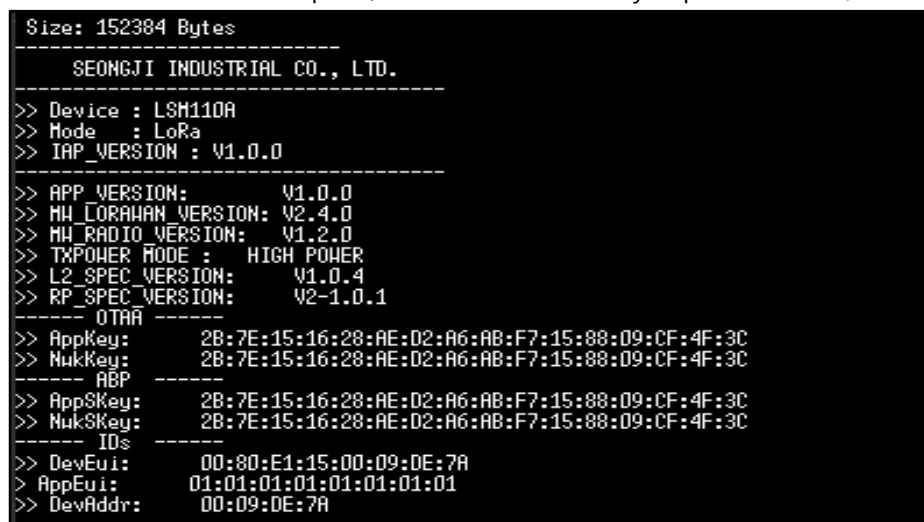 Size: 152384 Bytes
---------------------------
SEONGJI INDUSTRIAL CO., LTD.
------------------------------------
>> Device : LSM110A
>> Mode   : LoRa
>> IAP_VERSION : V1.0.0
------------------------------------
>> APP_VERSION:        V1.0.0
>> MW_LORAWAN_VERSION: V2.4.0
>> MW_RADIO_VERSION:   V1.2.0
>> TXPOWER MODE :   HIGH POWER
>> L2_SPEC_VERSION:     V1.0.4
>> RP_SPEC_VERSION:     V2-1.0.1
------ OTAA ------
>> AppKey:      2B:7E:15:16:28:AE:D2:A6:AB:F7:15:88:09:CF:4F:3C
>> NwkKey:      2B:7E:15:16:28:AE:D2:A6:AB:F7:15:88:09:CF:4F:3C
------ ABP  ------
>> AppSKey:     2B:7E:15:16:28:AE:D2:A6:AB:F7:15:88:09:CF:4F:3C
>> NwkSKey:     2B:7E:15:16:28:AE:D2:A6:AB:F7:15:88:09:CF:4F:3C
------ IDs  ------
>> DevEui:      00:80:E1:15:00:09:DE:7A
> AppEui:      01:01:01:01:01:01:01:01
>> DevAddr:     00:09:DE:7A